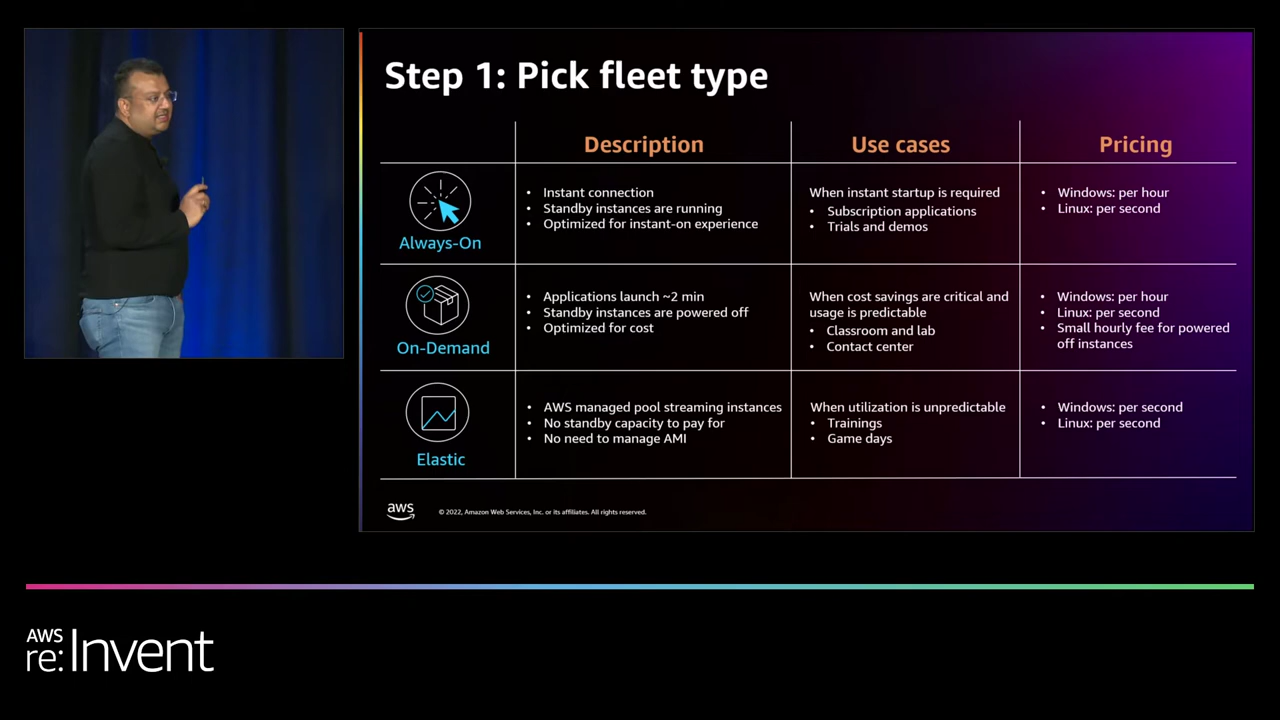 Step 1: Pick fleet type
Description
Use cases
Pricing
Always-On
• Instant connection
• Standby instances are running
• Optimized for instant-on experience
When instant startup is required
• Subscription applications
• Trials and demos
• Windows: per hour
• Linux: per second
On-Demand
• Applications launch ~2 min
• Standby instances are powered off
• Optimized for cost
When cost savings are critical and
usage is predictable
• Classroom and lab
• Contact center
• Windows: per hour
• Linux: per second
• Small hourly fee for powered
off instances
Elastic
• AWS managed pool streaming instances
• No standby capacity to pay for
• No need to manage AMI
When utilization is unpredictable
• Trainings
• Game days
• Windows: per second
• Linux: per second
aws
© 2022, Amazon Web Services, Inc. or its affiliates. All rights reserved.
AWS
re:Invent